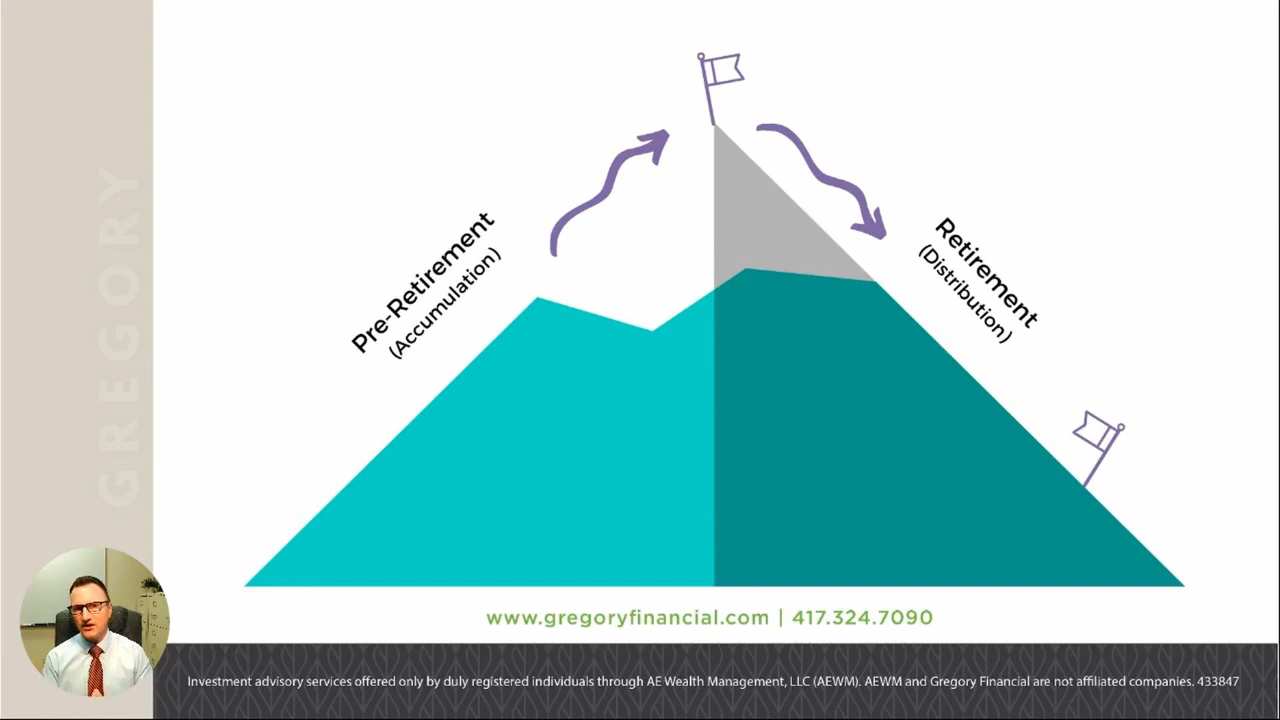 GREGORY
Pre-Retirement
(Accumulation)
Retirement
(Distribution)
www.gregoryfinancial.com | 417.324.7090
Investment advisory services offered only by duly registered individuals through AE Wealth Management, LLC (AEWM). AEWM and Gregory Financial are not affiliated companies. 433847